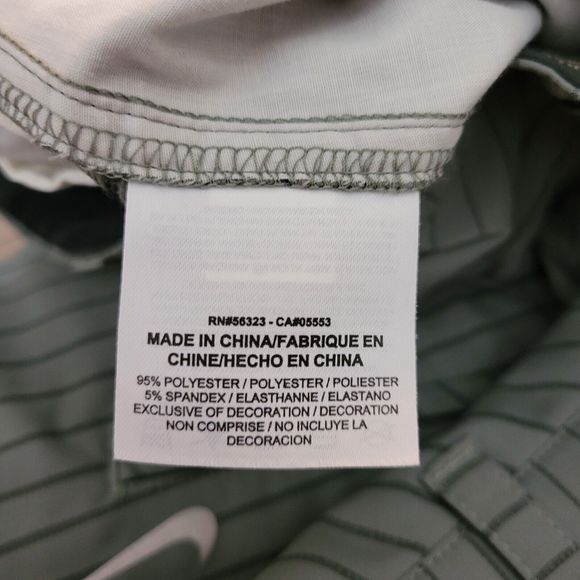 RN#56323 - CA#05553
MADE IN CHINA/FABRIQUE EN
CHINE/HECHO EN CHINA
95% POLYESTER / POLYESTER / POLIESTER
5% SPANDEX / ELASTHANNE / ELASTANO
EXCLUSIVE OF DECORATION / DECORATION
NON COMPRISE / NO INCLUYE LA
DECORACION